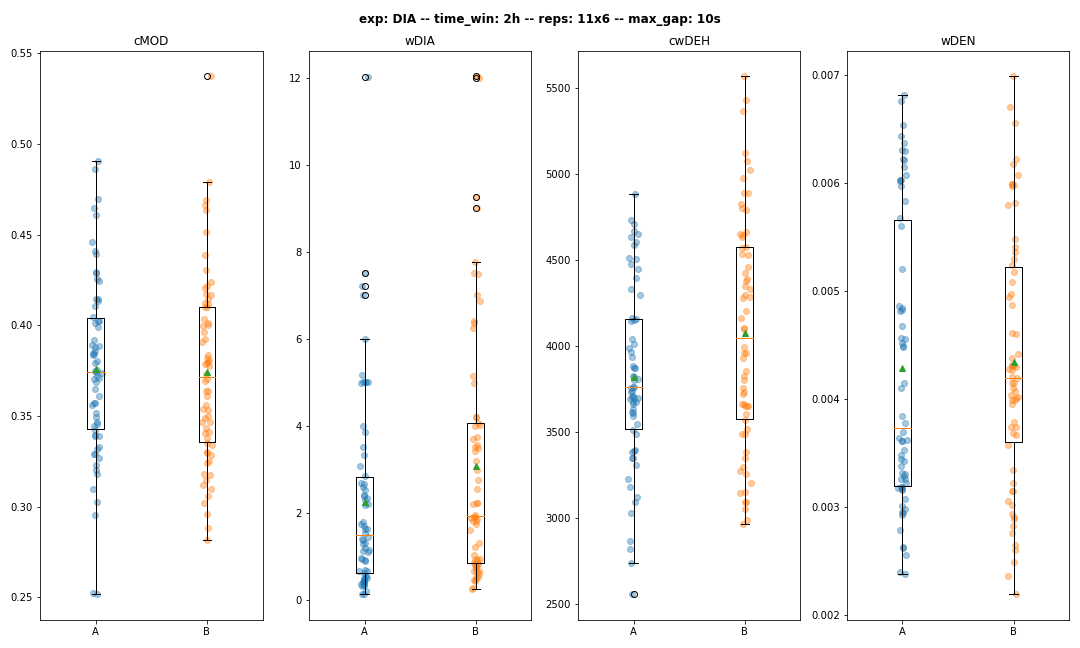 exp: DIA -- time_win: 2h -- reps: 11x6 -- max_gap: 10s
cMOD
0.55
0.50
0.45
0.40
0.35
0.30
0.25
A
B
wDIA
12
10
8
6
4
2
0
A
B
cwDEH
5500
5000
4500
4000
3500
3000
2500
A
B
wDEN
0.007
0.006
0.005
0.004
0.003
0.002
A
B